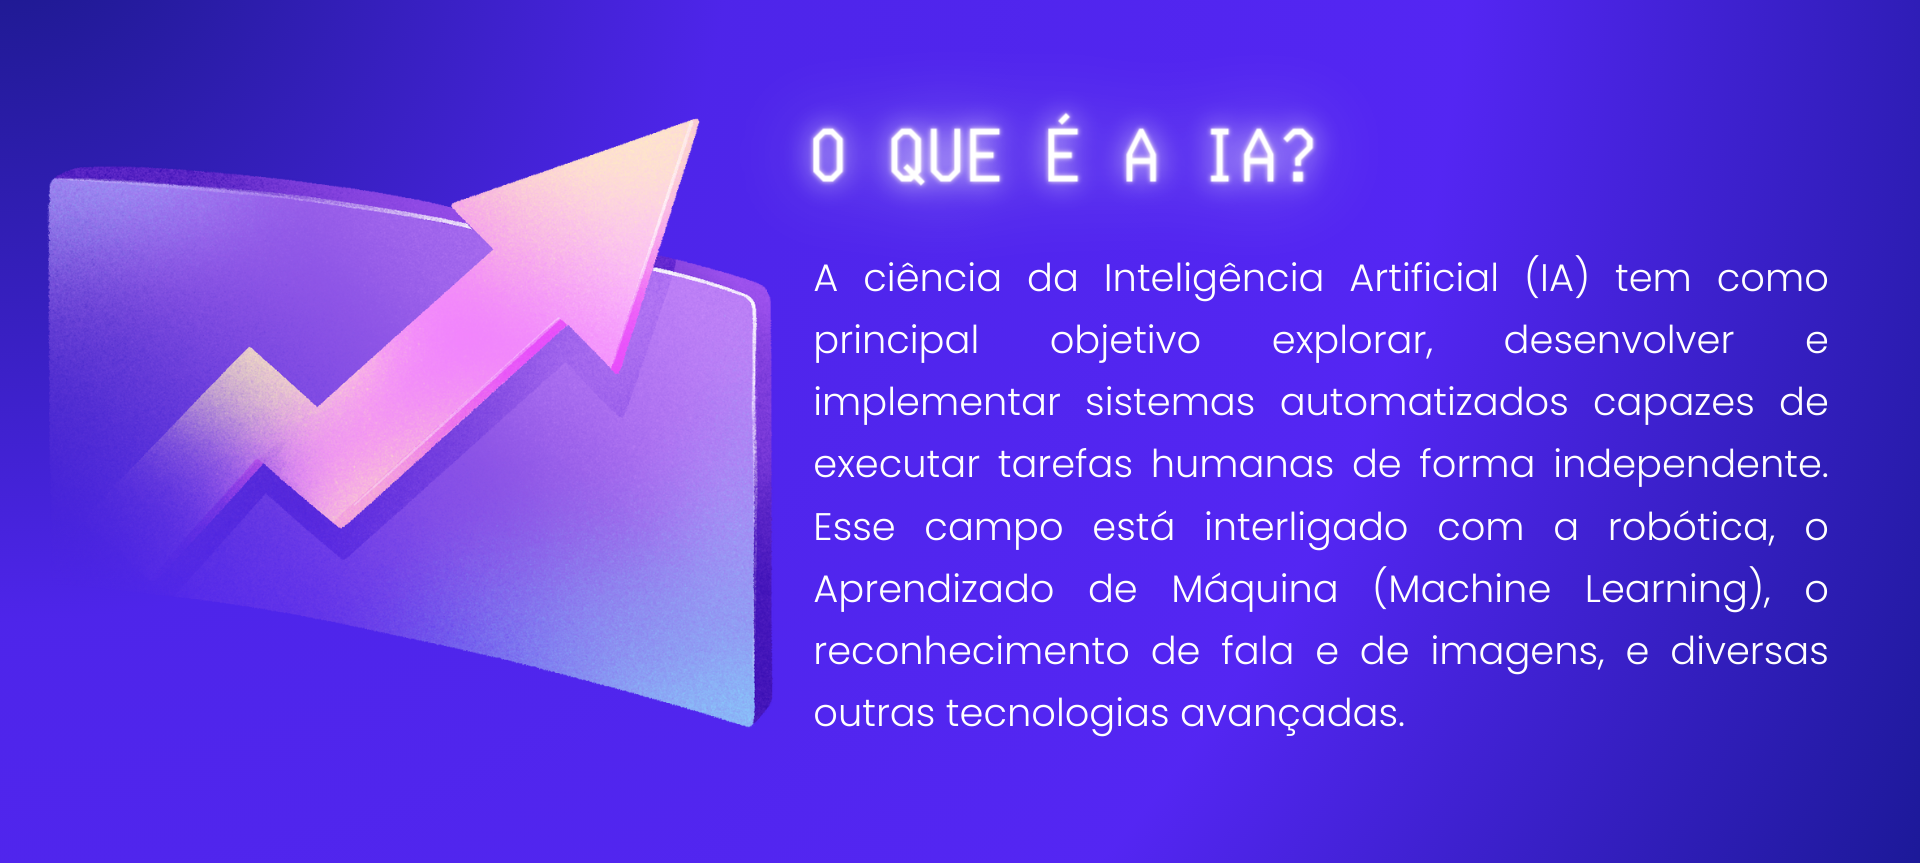 O QUE É A IA?
A ciência da Inteligência Artificial (IA) tem como
principal objetivo explorar, desenvolver e
implementar sistemas automatizados capazes de
executar tarefas humanas de forma independente.
Esse campo está interligado com a robótica, o
Aprendizado de Máquina (Machine Learning), o
reconhecimento de fala e de imagens, e diversas
outras tecnologias avançadas.